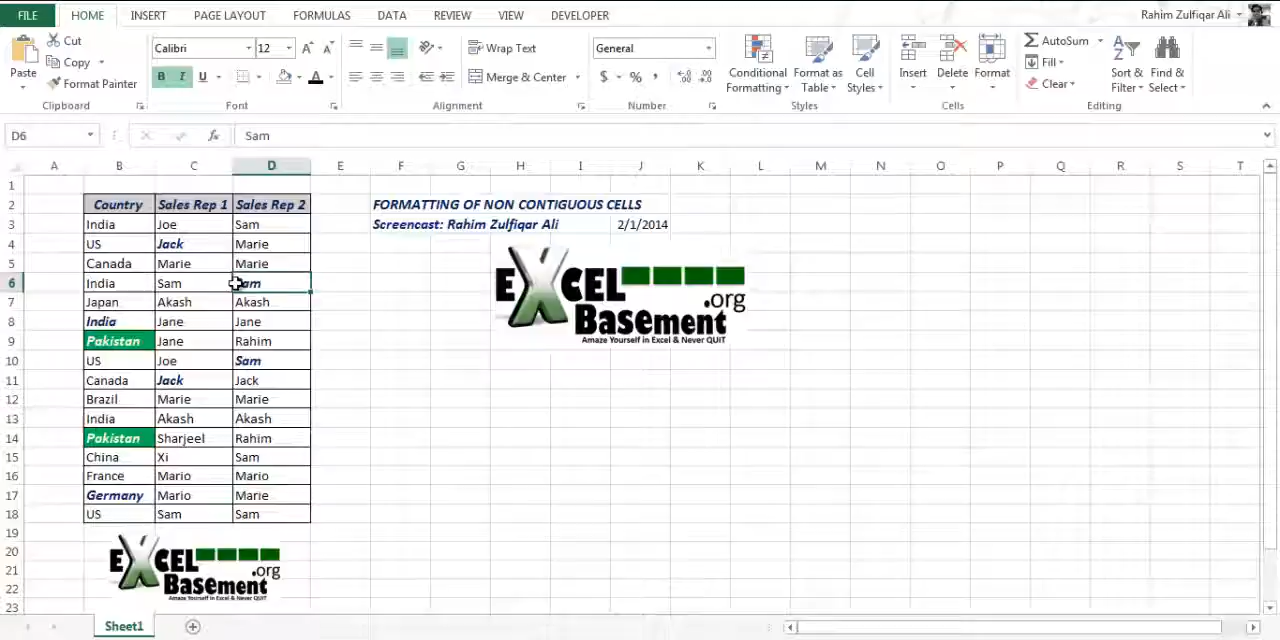 FILE HOME INSERT PAGE LAYOUT FORMULAS DATA REVIEW VIEW DEVELOPER Rahim Zulfiqar Ali
Paste Cut Copy Format Painter Clipboard
Calibri 12 A A B I U A Font
Wrap Text Merge & Center Alignment
General $ % , Number
Conditional Formatting Format as Table Cell Styles Styles
Insert Delete Format Cells
AutoSum Fill Clear Sort & Filter Find & Select Editing
D6 fx Sam
A B C D E F G H I J K L M N O P Q R S T
1
2 Country Sales Rep 1 Sales Rep 2 FORMATTING OF NON CONTIGUOUS CELLS
3 India Joe Sam Screencast: Rahim Zulfiqar Ali 2/1/2014
4 US Jack Marie
5 Canada Marie Marie
6 India Sam Sam
7 Japan Akash Akash
8 India Jane Jane
9 Pakistan Jane Rahim
10 US Joe Sam
11 Canada Jack Jack
12 Brazil Marie Marie
13 India Akash Akash
14 Pakistan Sharjeel Rahim
15 China Xi Sam
16 France Mario Mario
17 Germany Mario Marie
18 US Sam Sam
19
20
21
22
23
EXCEL
.org
Basement
Amaze Yourself in Excel & Never QUIT
EXCEL
.org
Basement
Amaze Yourself in Excel & Never QUIT
Sheet1